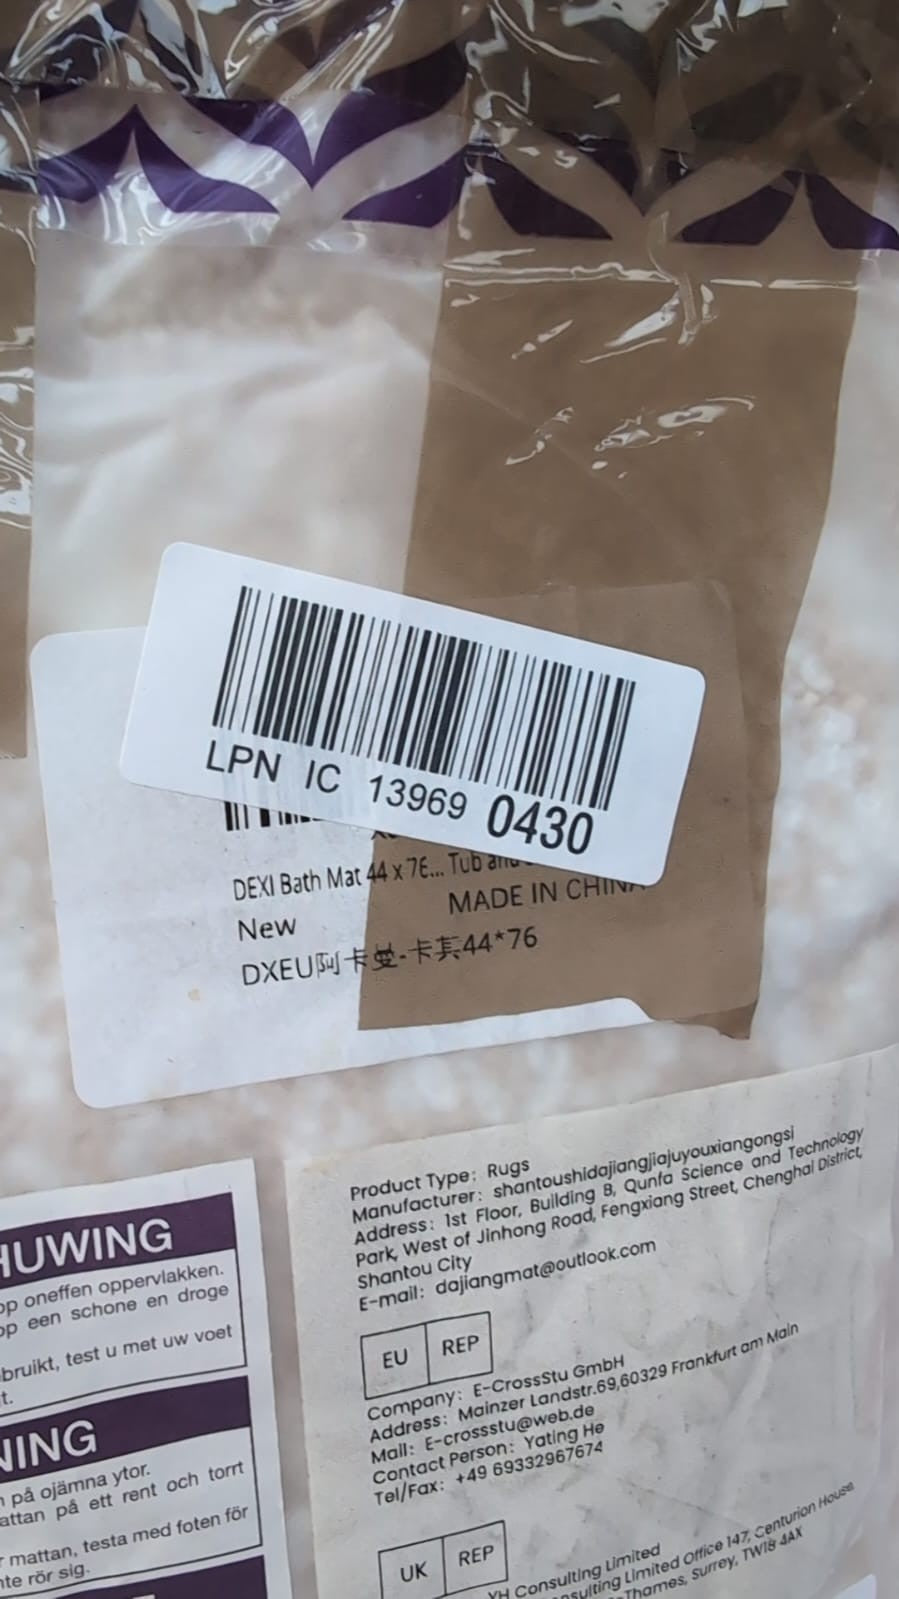 LPN IC 13969 0430
DEXI Bath Mat 44 x 76... Tub and
New MADE IN CHINA
DXEU阿卡曼-卡其44*76
Product Type: Rugs
Manufacturer: shantoushidajiangjiajuyouxiangongsi
Address: 1st Floor, Building B, Qunfa Science and Technology
Park, West of Jinhong Road, Fengxiang Street, Chenghai District,
Shantou City
E-mail: dajiangmat@outlook.com
EU REP
Company: E-CrossStu GmbH
Address: Mainzer Landstr.69,60329 Frankfurt am Main
Mail: E-crossstu@web.de
Contact Person: Yating He
Tel/Fax: +49 69332967674
UK REP
YH Consulting Limited
nsulting Limited Office 147, Centurion House,
-Thames, Surrey, TW18 4AX
HUWING
op oneffen oppervlakken.
op een schone en droge
bruikt, test u met uw voet
t.
NING
n på ojämna ytor.
attan på ett rent och torrt
r mattan, testa med foten för
nte rör sig.